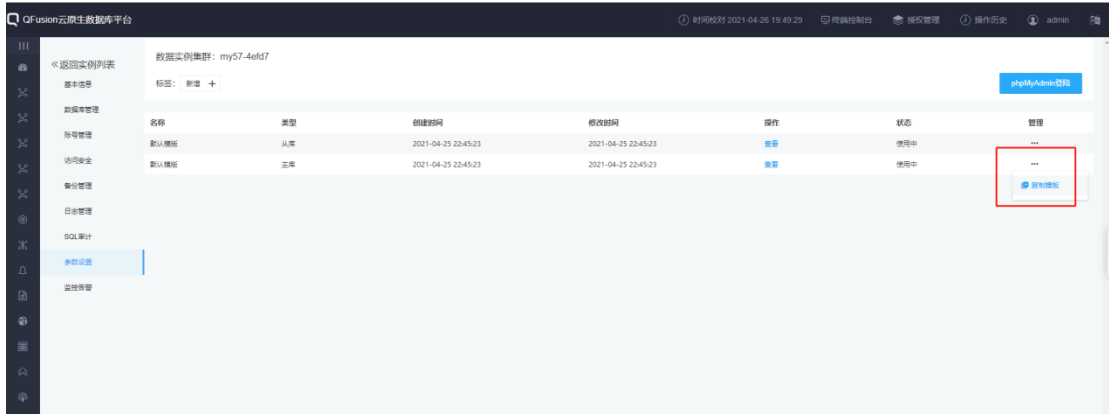 QFusion云原生数据库平台
时间校对 2021-04-26 19:49:29 终端控制台 授权管理 操作历史 admin
返回实例列表
基本信息
数据库管理
账号管理
访问安全
备份管理
日志管理
SQL审计
参数设置
监控告警
数据实例集群：my57-4efd7
标签： 新增 +
phpMyAdmin登陆
名称 类型 创建时间 修改时间 操作 状态 管理
默认模板 从库 2021-04-25 22:45:23 2021-04-25 22:45:23 查看 使用中 ···
默认模板 主库 2021-04-25 22:45:23 2021-04-25 22:45:23 查看 使用中 ···
复制模板